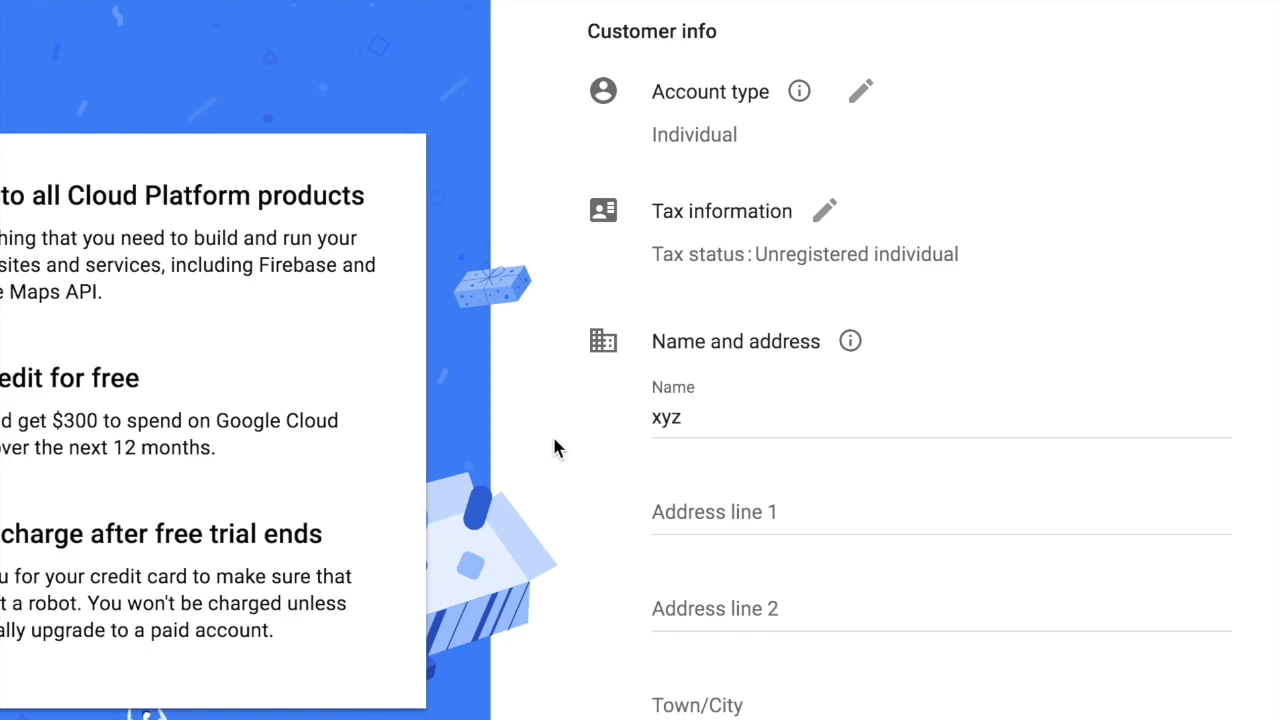 to all Cloud Platform products
hing that you need to build and run your
sites and services, including Firebase and
e Maps API.
edit for free
d get $300 to spend on Google Cloud
over the next 12 months.
charge after free trial ends
u for your credit card to make sure that
t a robot. You won't be charged unless
ally upgrade to a paid account.
Customer info
Account type
Individual
Tax information
Tax status: Unregistered individual
Name and address
Name
xyz
Address line 1
Address line 2
Town/City